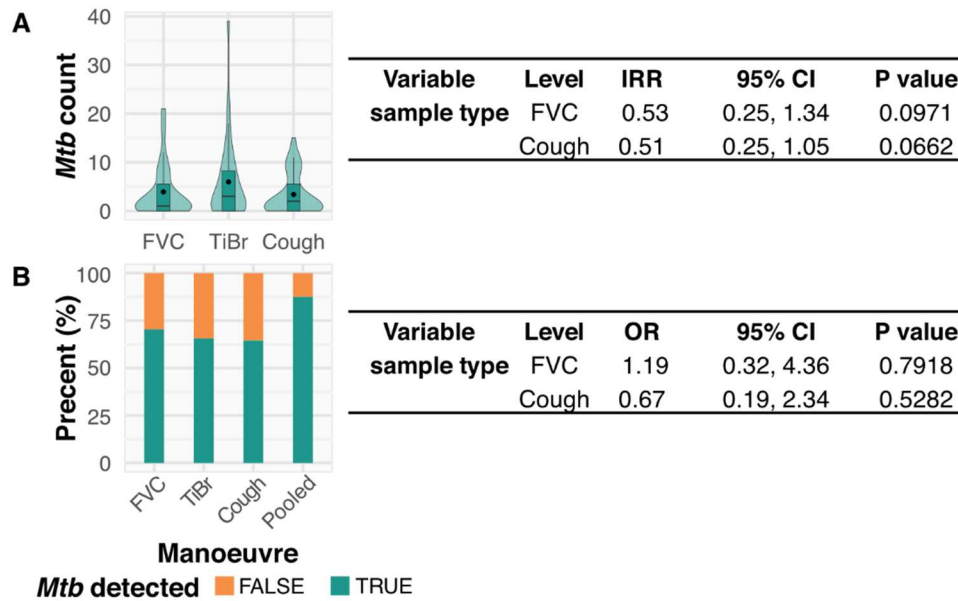 A
Mtb count
40
30
20
10
0
FVC TiBr Cough
Variable Level IRR 95% CI P value
sample type FVC 0.53 0.25, 1.34 0.0971
Cough 0.51 0.25, 1.05 0.0662
B
Precent (%)
100
75
50
25
0
FVC TiBr Cough Pooled
Manoeuvre
Mtb detected FALSE TRUE
Variable Level OR 95% CI P value
sample type FVC 1.19 0.32, 4.36 0.7918
Cough 0.67 0.19, 2.34 0.5282